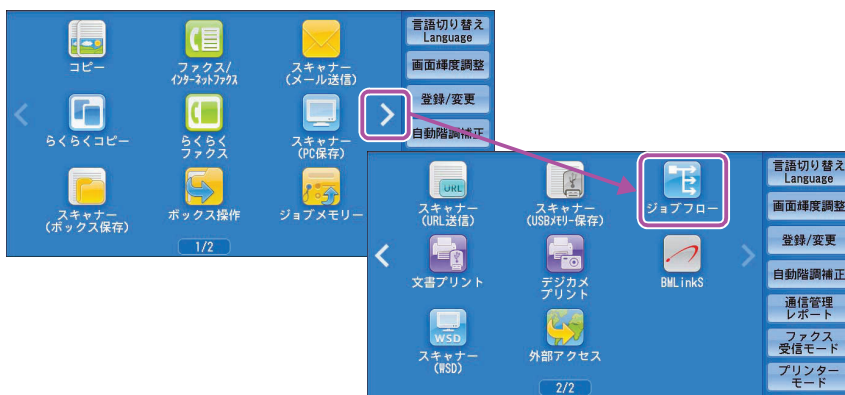 コピー
ファクス/
インターネットファクス
スキャナー
(メール送信)
らくらくコピー
らくらく
ファクス
スキャナー
(PC保存)
スキャナー
(ボックス保存)
ボックス操作
ジョブメモリー
1/2
言語切り替え
Language
画面輝度調整
登録/変更
自動階調補正
URL
スキャナー
(URL送信)
スキャナー
(USBメモリー保存)
ジョブフロー
文書プリント
デジカメ
プリント
BMLinkS
WSD
スキャナー
(WSD)
外部アクセス
2/2
言語切り替え
Language
画面輝度調整
登録/変更
自動階調補正
通信管理
レポート
ファクス
受信モード
プリンター
モード